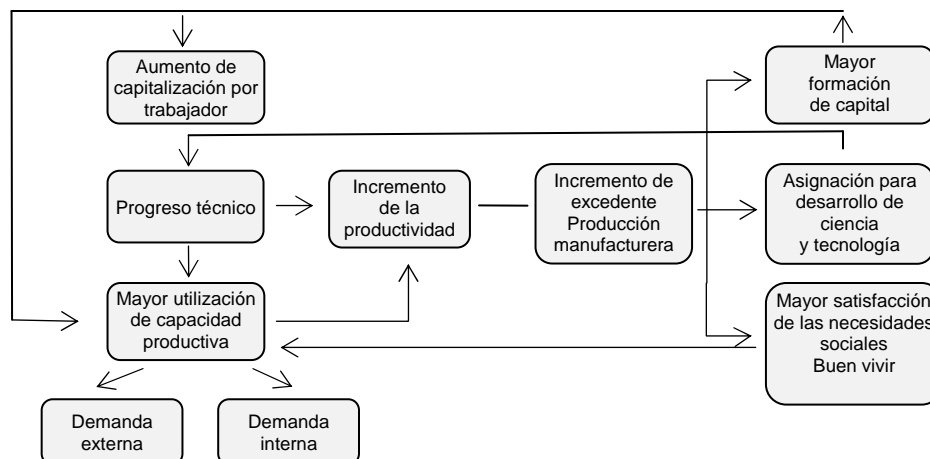 Aumento de
capitalización por
trabajador
Mayor
formación
de capital
Progreso técnico
Incremento
de la
productividad
Incremento de
excedente
Producción
manufacturera
Asignación para
desarrollo de
ciencia
y tecnología
Mayor utilización
de capacidad
productiva
Mayor satisfacción
de las necesidades
sociales
Buen vivir
Demanda
externa
Demanda
interna